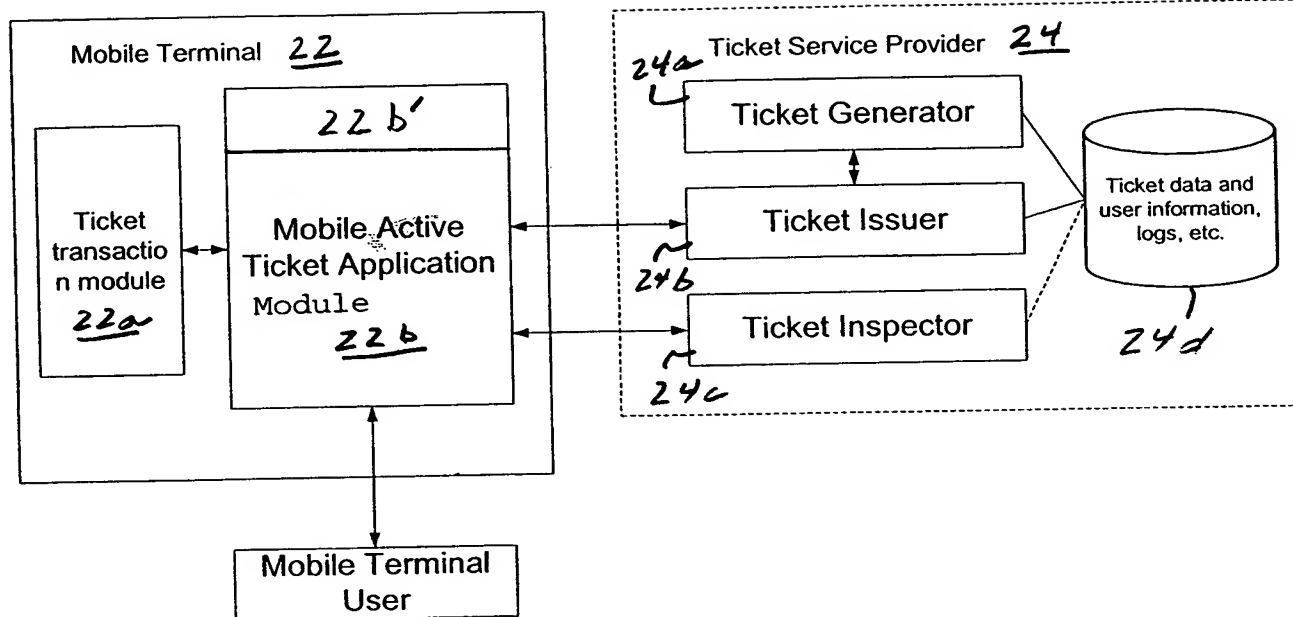 Mobile Terminal 22
22b'
Ticket
transactio
n module
22a
Mobile Active
Ticket Application
Module
22b
Mobile Terminal
User
Ticket Service Provider 24
24a
Ticket Generator
Ticket Issuer
24b
Ticket Inspector
24c
Ticket data and
user information,
logs, etc.
24d